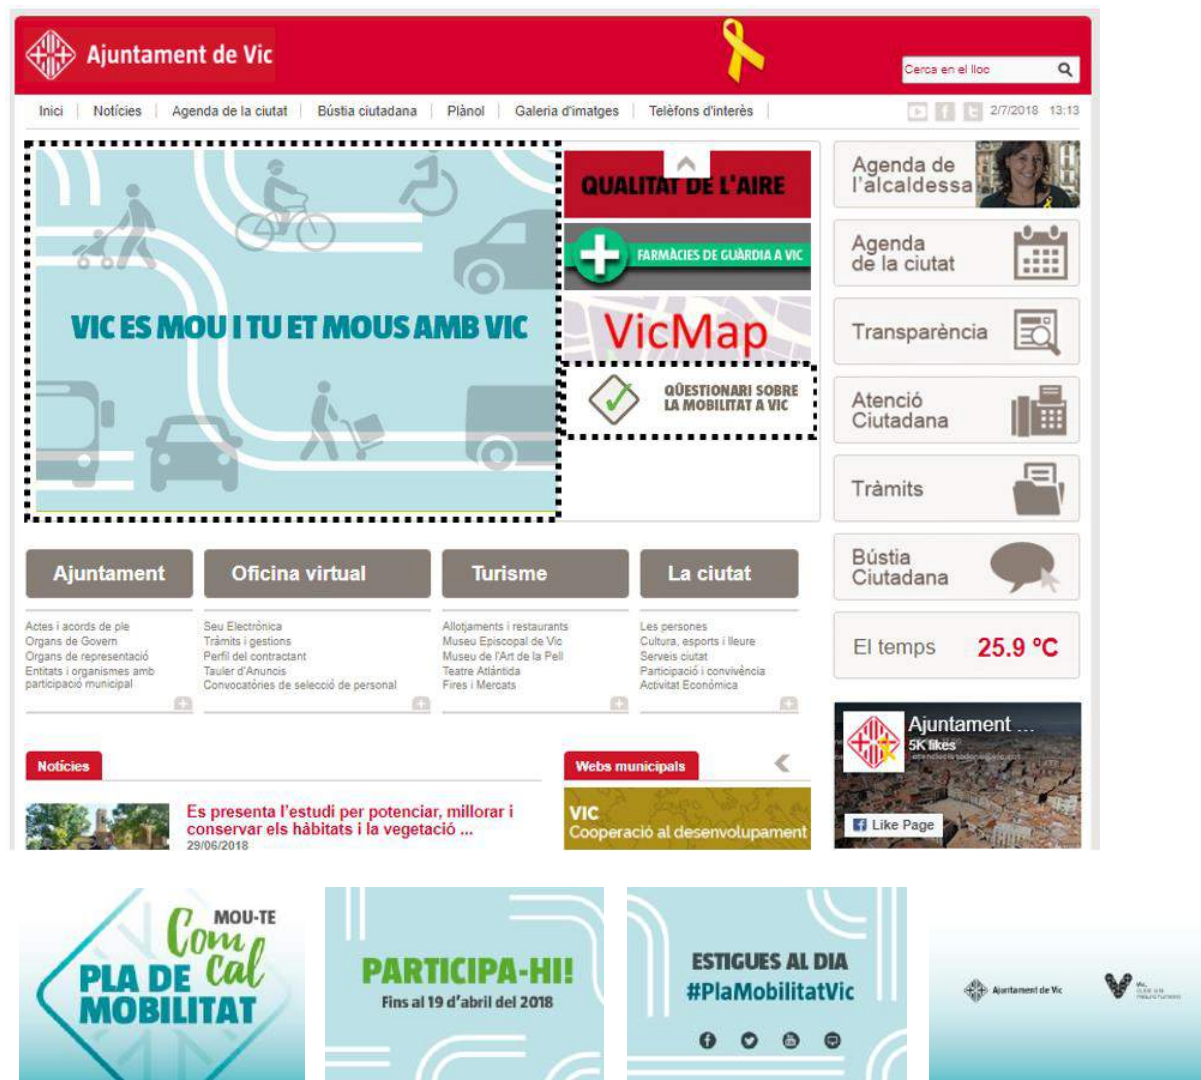 Ajuntament de Vic
Cerca en el lloc
Inici
Notícies
Agenda de la ciutat
Bústia ciutadana
Plànol
Galeria d'imatges
Telèfons d'interès
2/7/2018 13:13
VIC ES MOU I TU ET MOUS AMB VIC
QUALITAT DE L'AIRE
FARMÀCIES DE GUÀRDIA A VIC
VicMap
QÜESTIONARI SOBRE
LA MOBILITAT A VIC
Agenda de
l'alcaldessa
Agenda
de la ciutat
Transparència
Atenció
Ciutadana
Tràmits
Bústia
Ciutadana
El temps 25.9 ºC
Ajuntament
Actes i acords de ple
Organs de Govern
Organs de representació
Entitats i organismes amb
participació municipal
Oficina virtual
Seu Electrònica
Tràmits i gestions
Perfil del contractant
Tauler d'Anuncis
Convocatòries de selecció de personal
Turisme
Allotjaments i restaurants
Museu Episcopal de Vic
Museu de l'Art de la Pell
Teatre Atlàntida
Fires i Mercats
La ciutat
Les persones
Cultura, esports i lleure
Serveis ciutat
Participació i convivència
Activitat Econòmica
Notícies
Es presenta l'estudi per potenciar, millorar i
conservar els hàbitats i la vegetació ...
29/06/2018
Webs municipals
VIC
Cooperació al desenvolupament
Ajuntament ...
5K likes
Like Page
MOU-TE
Com
cal
PLA DE
MOBILITAT
PARTICIPA-HI!
Fins al 19 d'abril del 2018
ESTIGUES AL DIA
#PlaMobilitatVic
Ajuntament de Vic
Vic,